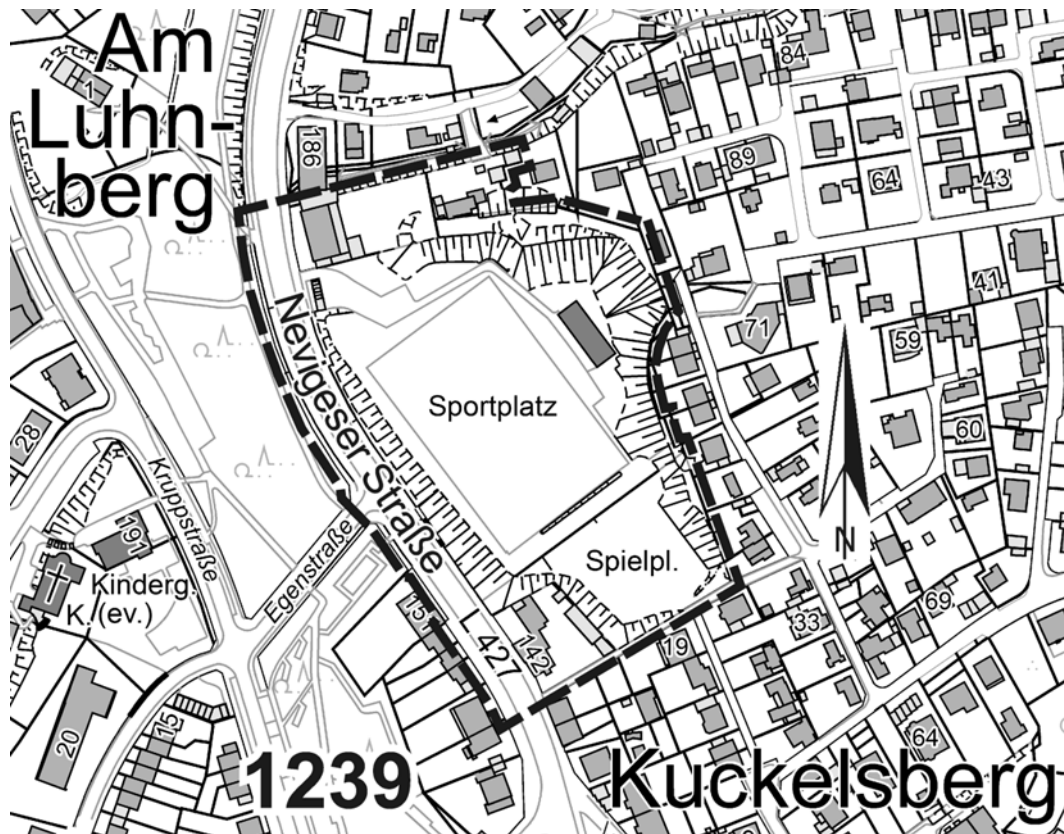 Am
Luhn-
berg
1
186
84
89
64
43
41
71
59
60
Nevigeser Straße
Sportplatz
28
Kruppstraße
191
Kinderg.
K. (ev.)
Egenstraße
Spielpl.
N
427
142
19
33
69
64
15
20
1239
Kuckelsberg